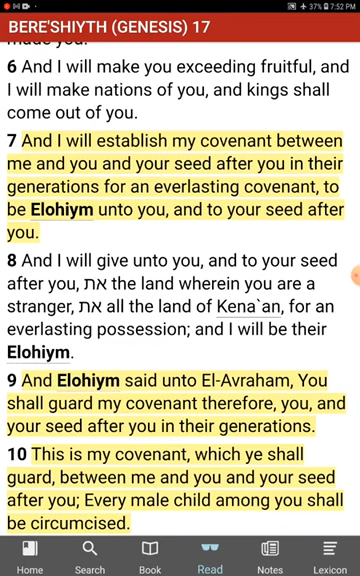 37% 7:52 PM
BERE'SHIYTH (GENESIS) 17
made you.
6 And I will make you exceeding fruitful, and
I will make nations of you, and kings shall
come out of you.
7 And I will establish my covenant between
me and you and your seed after you in their
generations for an everlasting covenant, to
be Elohiym unto you, and to your seed after
you.
8 And I will give unto you, and to your seed
after you, את the land wherein you are a
stranger, את all the land of Kena`an, for an
everlasting possession; and I will be their
Elohiym.
9 And Elohiym said unto El-Avraham, You
shall guard my covenant therefore, you, and
your seed after you in their generations.
10 This is my covenant, which ye shall
guard, between me and you and your seed
after you; Every male child among you shall
be circumcised.
Home Search Book Read Notes Lexicon